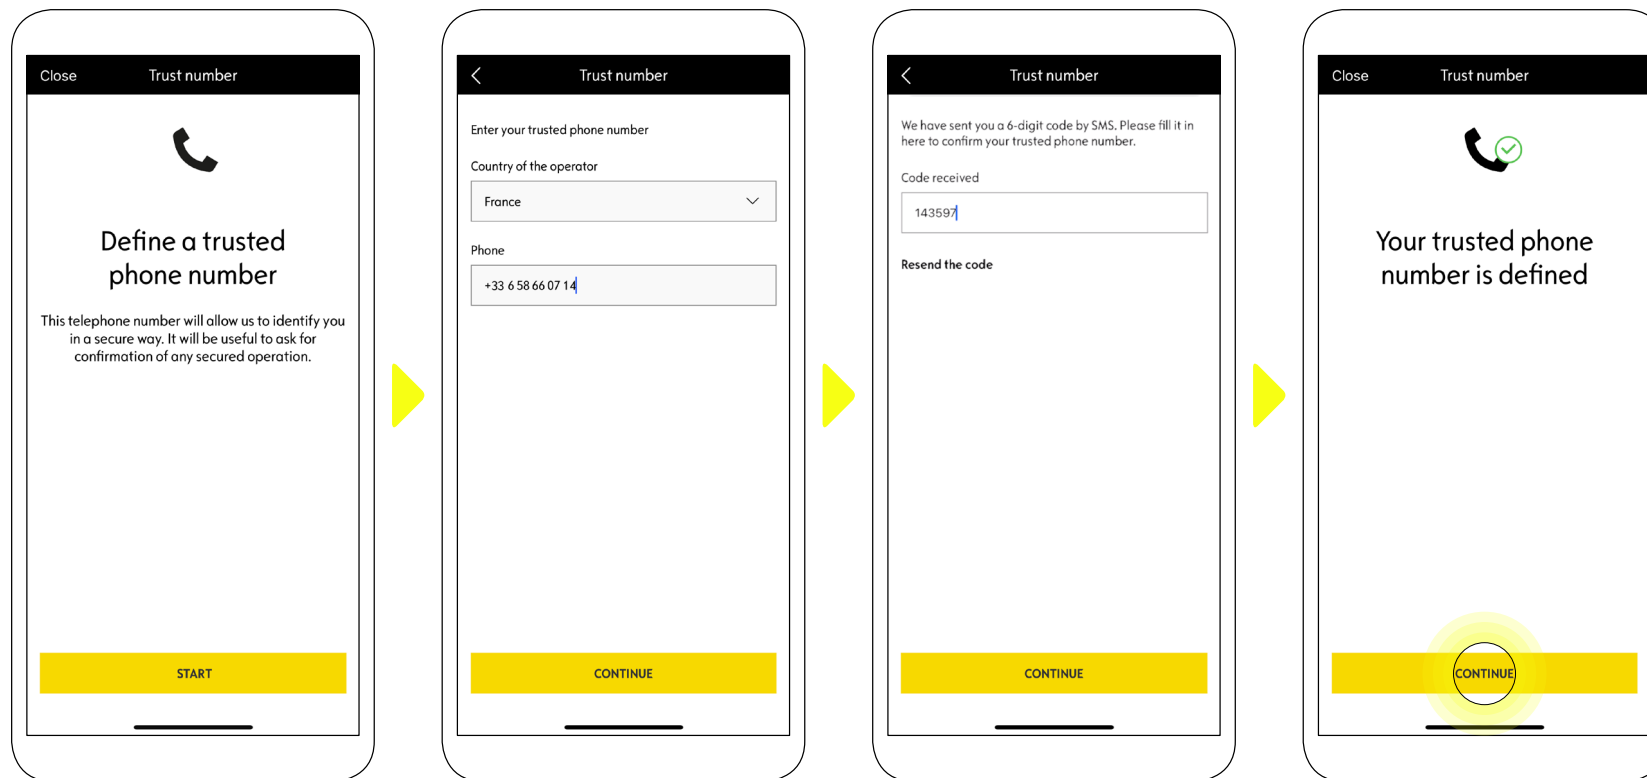 Close Trust number
Define a trusted
phone number
This telephone number will allow us to identify you
in a secure way. It will be useful to ask for
confirmation of any secured operation.
START
Trust number
Enter your trusted phone number
Country of the operator
France
Phone
+33 6 58 66 07 14
CONTINUE
Trust number
We have sent you a 6-digit code by SMS. Please fill it in
here to confirm your trusted phone number.
Code received
143597
Resend the code
CONTINUE
Close Trust number
Your trusted phone
number is defined
CONTINUE